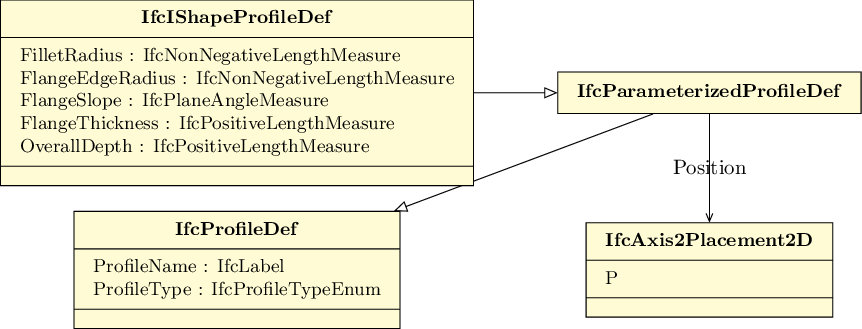 IfcIShapeProfileDef
FilletRadius : IfcNonNegativeLengthMeasure
FlangeEdgeRadius : IfcNonNegativeLengthMeasure
FlangeSlope : IfcPlaneAngleMeasure
FlangeThickness : IfcPositiveLengthMeasure
OverallDepth : IfcPositiveLengthMeasure
IfcParameterizedProfileDef
Position
IfcProfileDef
ProfileName : IfcLabel
ProfileType : IfcProfileTypeEnum
IfcAxis2Placement2D
P